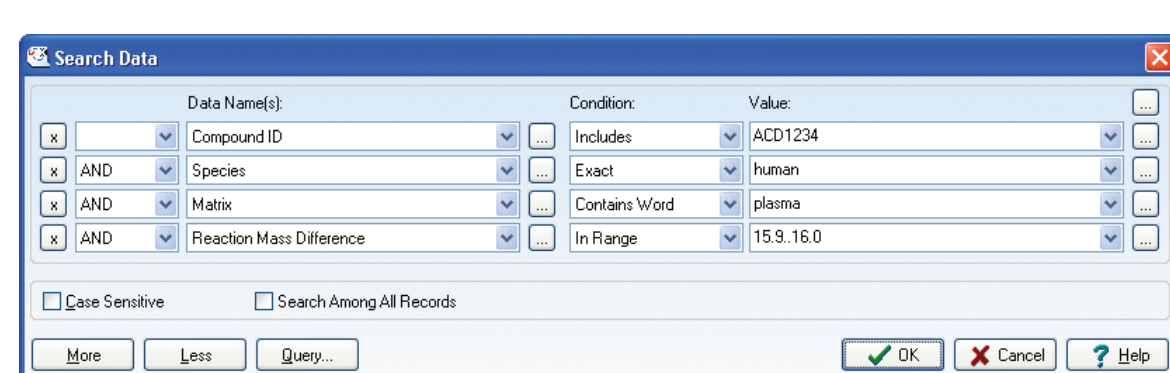 Search Data
Data Name(s): Condition: Value: ...
x Compound ID ... Includes ACD1234 ...
x AND Species ... Exact human ...
x AND Matrix ... Contains Word plasma ...
x AND Reaction Mass Difference ... In Range 15.9..16.0 ...
Case Sensitive Search Among All Records
More Less Query... OK Cancel ? Help